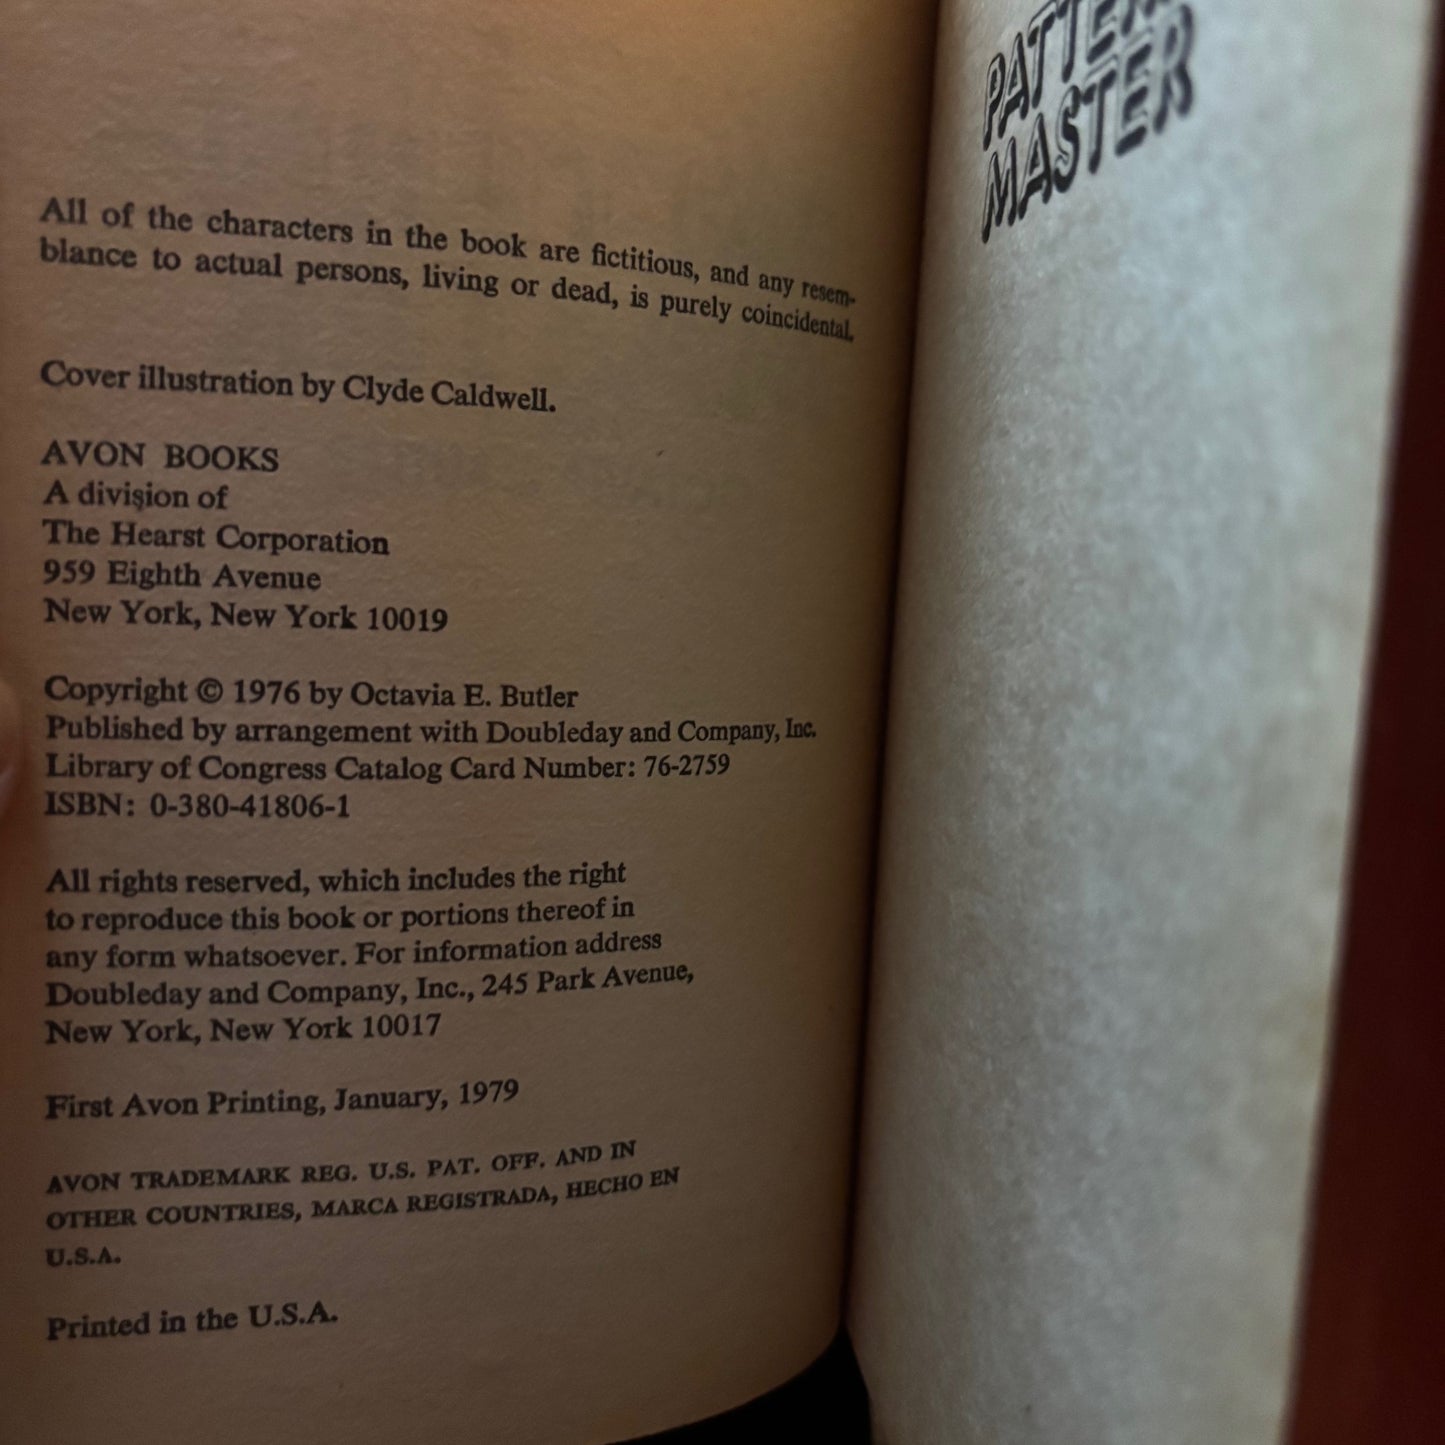 All of the characters in the book are fictitious, and any resem-
blance to actual persons, living or dead, is purely coincidental.
Cover illustration by Clyde Caldwell.
AVON BOOKS
A division of
The Hearst Corporation
959 Eighth Avenue
New York, New York 10019
Copyright © 1976 by Octavia E. Butler
Published by arrangement with Doubleday and Company, Inc.
Library of Congress Catalog Card Number: 76-2759
ISBN: 0-380-41806-1
All rights reserved, which includes the right
to reproduce this book or portions thereof in
any form whatsoever. For information address
Doubleday and Company, Inc., 245 Park Avenue,
New York, New York 10017
First Avon Printing, January, 1979
AVON TRADEMARK REG. U.S. PAT. OFF. AND IN
OTHER COUNTRIES, MARCA REGISTRADA, HECHO EN
U.S.A.
Printed in the U.S.A.
MASTER